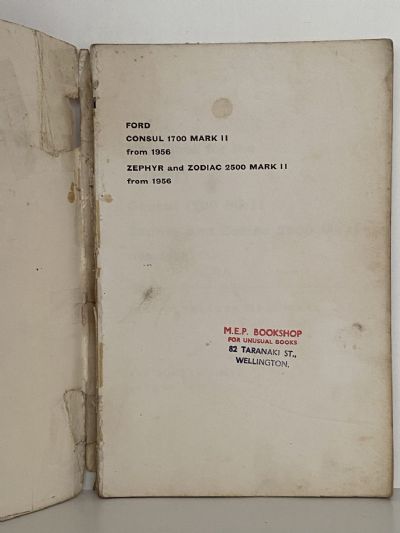 FORD
CONSUL 1700 MARK II
from 1956
ZEPHYR and ZODIAC 2500 MARK II
from 1956
M.E.P. BOOKSHOP
FOR UNUSUAL BOOKS
82 TARANAKI ST.,
WELLINGTON.